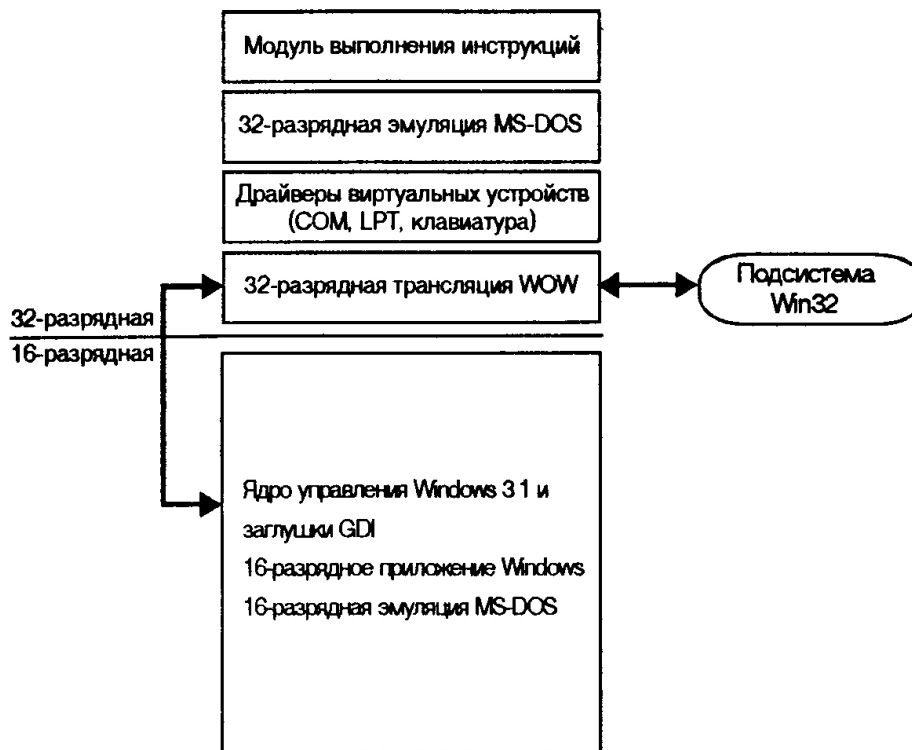 Модуль выполнения инструкций
32-разрядная эмуляция MS-DOS
Драйверы виртуальных устройств
(COM, LPT, клавиатура)
32-разрядная трансляция WOW
Подсистема
Win32
32-разрядная
16-разрядная
Ядро управления Windows 3 1 и
заглушки GDI
16-разрядное приложение Windows
16-разрядная эмуляция MS-DOS